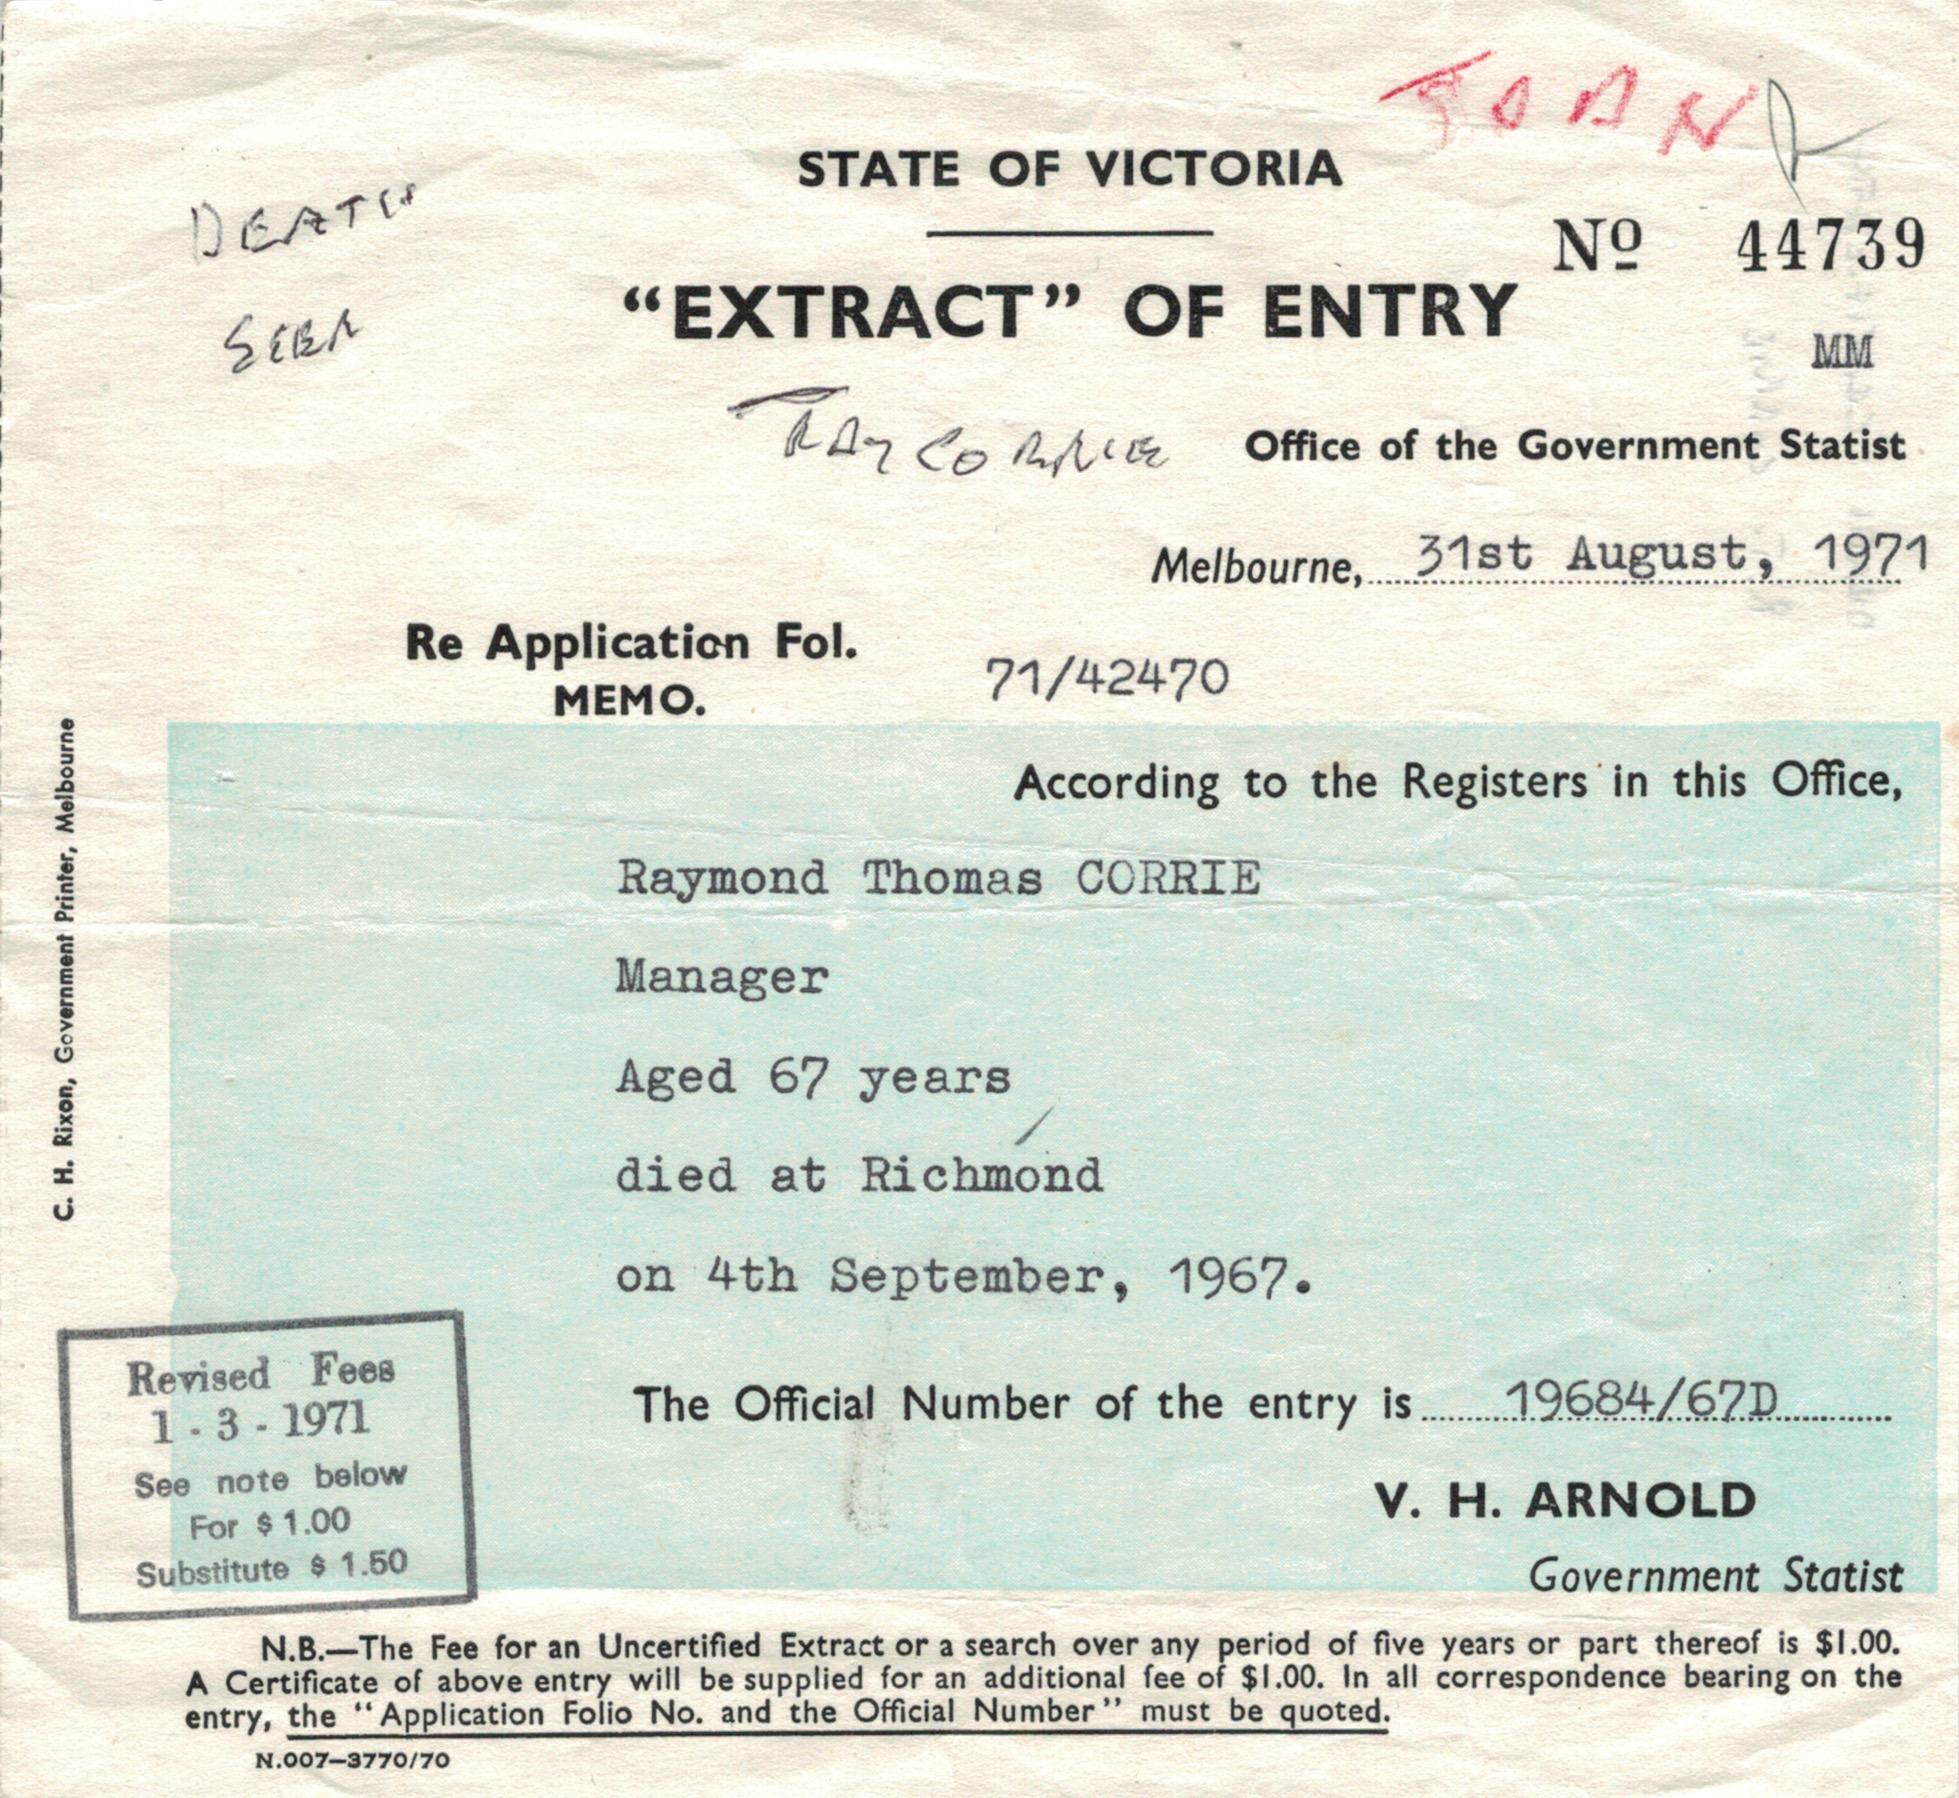 JOAN
STATE OF VICTORIA
DEATH
Nº 44739
"EXTRACT" OF ENTRY
MM
RAY CORRIE
Office of the Government Statist
Melbourne, 31st August, 1971
Re Application Fol.
MEMO.
71/42470
According to the Registers in this Office,
Raymond Thomas CORRIE
Manager
Aged 67 years
died at Richmond
on 4th September, 1967.
The Official Number of the entry is 19684/67D
V. H. ARNOLD
Government Statist
Revised Fees
1 - 3 - 1971
See note below
For $ 1.00
Substitute $ 1.50
N.B.—The Fee for an Uncertified Extract or a search over any period of five years or part thereof is $1.00.
A Certificate of above entry will be supplied for an additional fee of $1.00. In all correspondence bearing on the
entry, the "Application Folio No. and the Official Number" must be quoted.
N.007—3770/70
C. H. Rixon, Government Printer, Melbourne